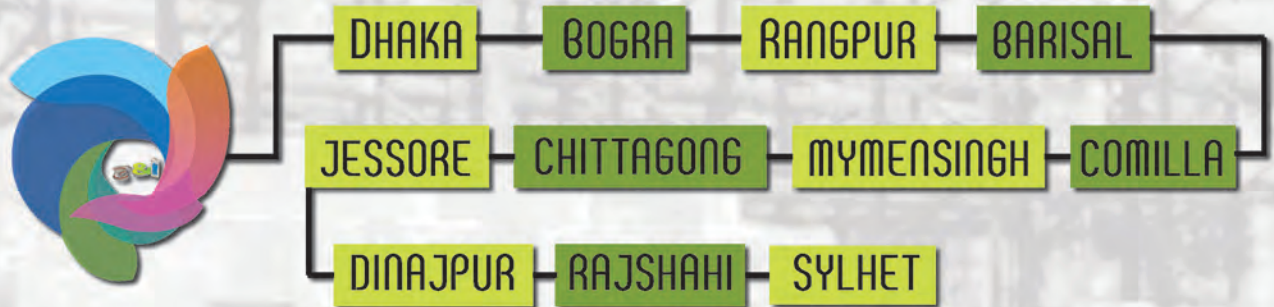 DHAKA BOGRA RANGPUR BARISAL
JESSORE CHITTAGONG MYMENSINGH COMILLA
DINAJPUR RAJSHAHI SYLHET